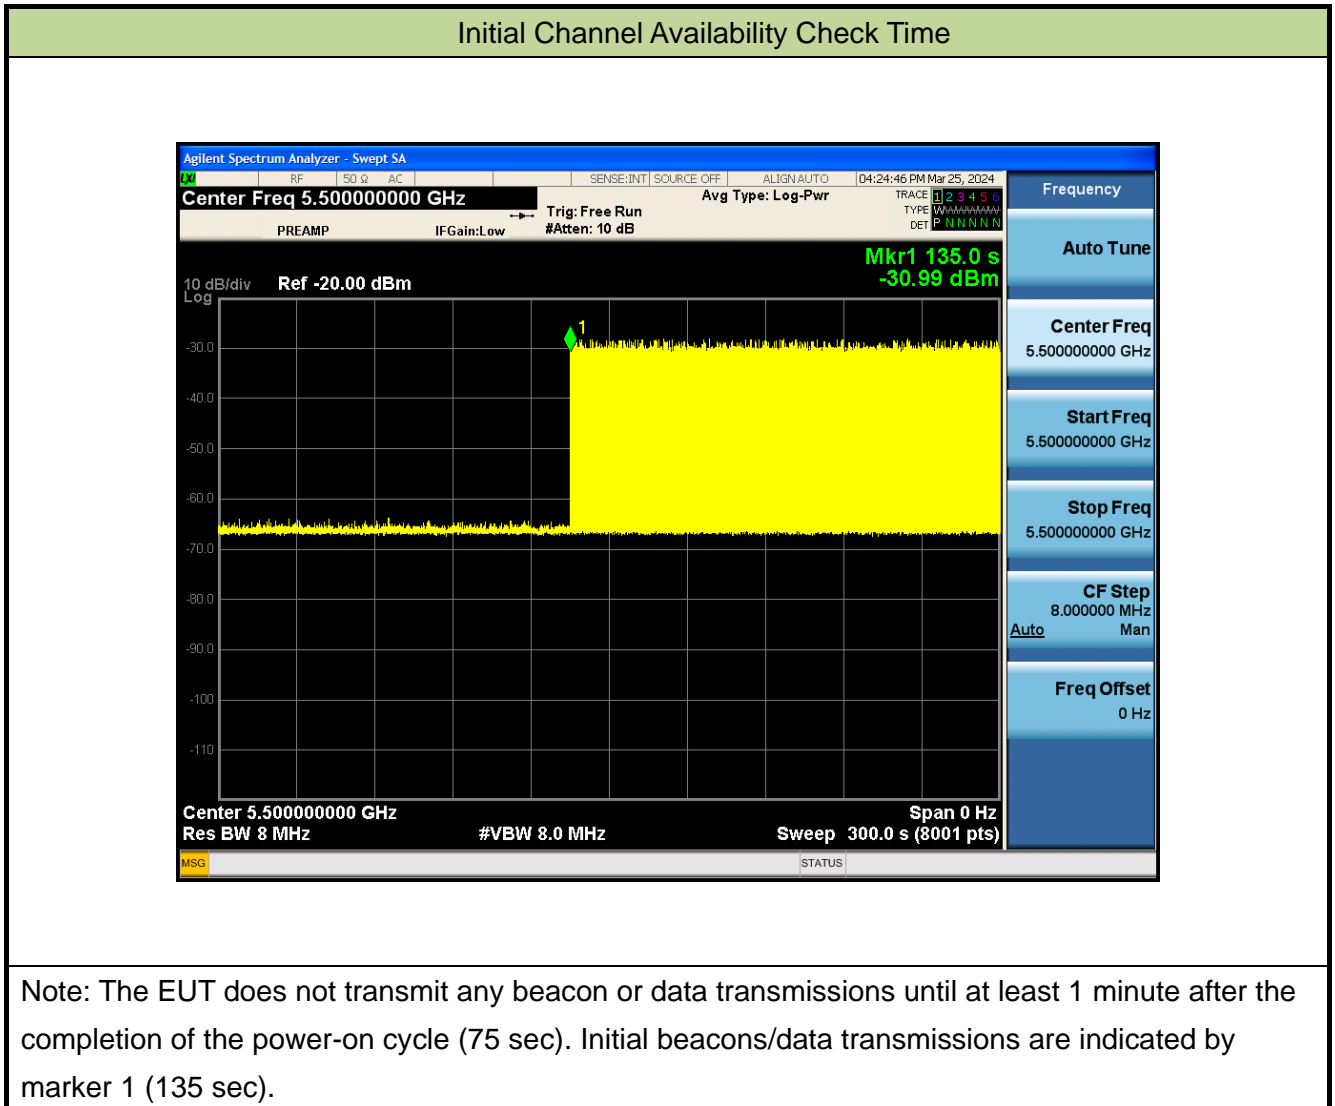 Initial Channel Availability Check Time
Agilent Spectrum Analyzer - Swept SA
LXI RF 50 Ω AC SENSE:INT SOURCE OFF ALIGN AUTO 04:24:46 PM Mar 25, 2024
Center Freq 5.500000000 GHz
PREAMP IFGain:Low
Trig: Free Run
#Atten: 10 dB
Avg Type: Log-Pwr
TRACE 1 2 3 4 5 6
TYPE WWWWWW
DET P N N N N N
Mkr1 135.0 s
-30.99 dBm
10 dB/div Ref -20.00 dBm
Log
1
-30.0
-40.0
-50.0
-60.0
-70.0
-80.0
-90.0
-100
-110
Center 5.500000000 GHz Span 0 Hz
Res BW 8 MHz #VBW 8.0 MHz Sweep 300.0 s (8001 pts)
MSG STATUS
Frequency
Auto Tune
Center Freq
5.500000000 GHz
Start Freq
5.500000000 GHz
Stop Freq
5.500000000 GHz
CF Step
8.000000 MHz
Auto Man
Freq Offset
0 Hz
Note: The EUT does not transmit any beacon or data transmissions until at least 1 minute after the
completion of the power-on cycle (75 sec). Initial beacons/data transmissions are indicated by
marker 1 (135 sec).